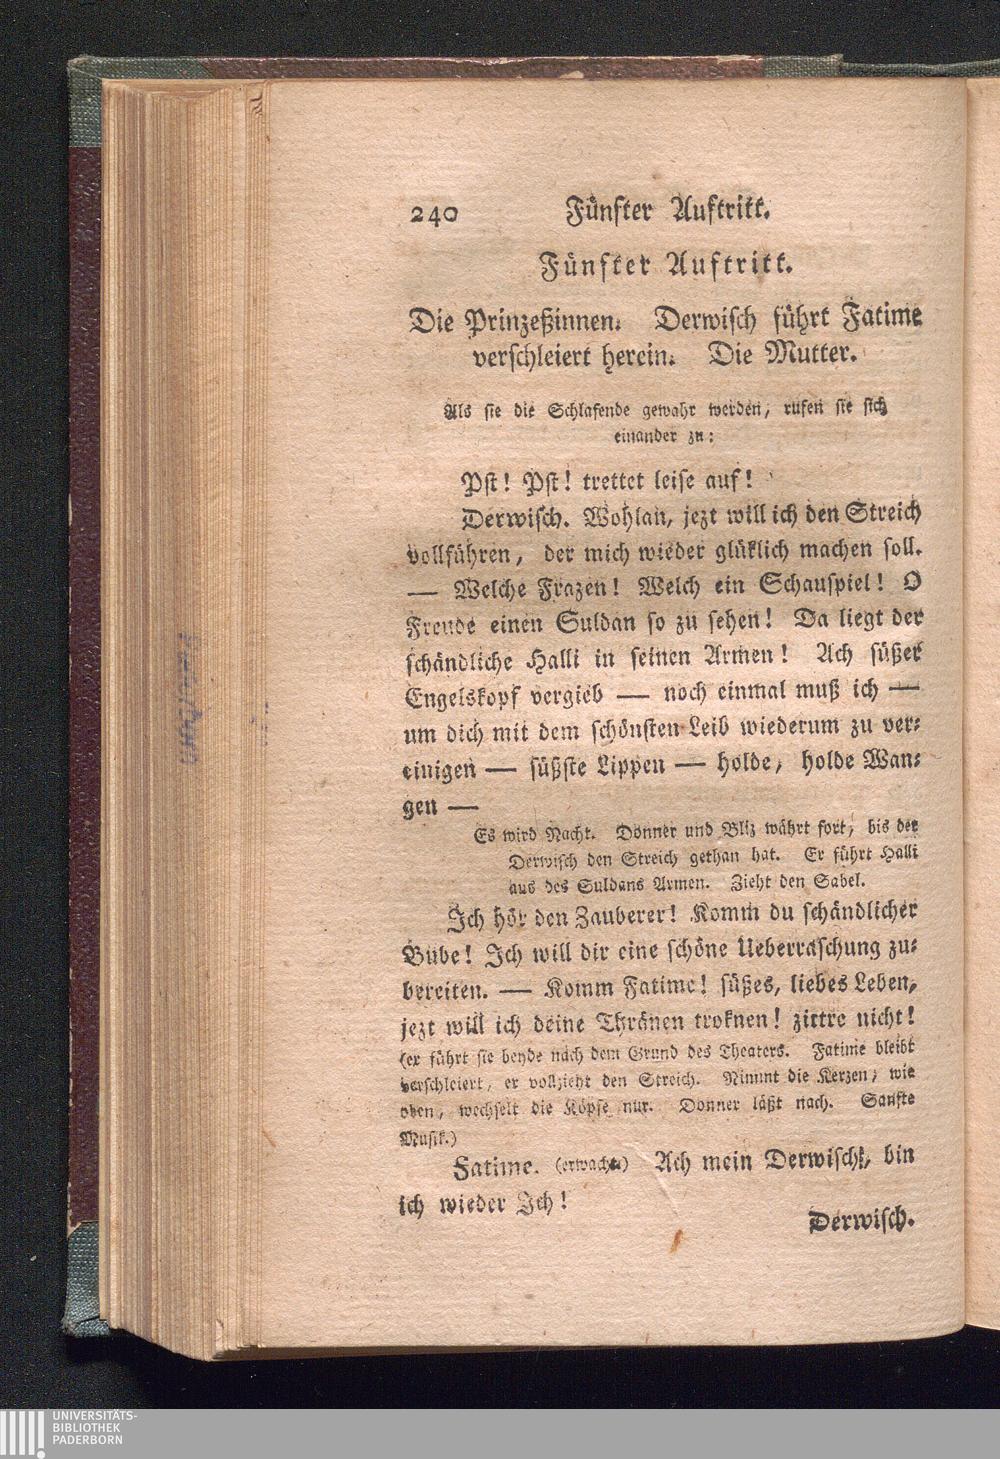 240 Fünfter Auftritt.
Fünfter Auftritt.
Die Prinzeßinnen. Derwisch führt Fatime
verschleiert herein. Die Mutter.
Als sie die Schlafende gewahr werden, rufen sie sich
einander zu:
Pst! Pst! trettet leise auf!
Derwisch. Wohlan, jezt will ich den Streich
vollführen, der mich wieder glüklich machen soll.
— Welche Frazen! Welch ein Schauspiel! O
Freude einen Suldan so zu sehen! Da liegt der
schändliche Halli in seinen Armen! Ach süßer
Engelskopf vergieb — noch einmal muß ich —
um dich mit dem schönsten Leib wiederum zu ver-
einigen — süßste Lippen — holde, holde Wan-
gen —
Es wird Nacht. Donner und Bliz währt fort, bis der
Derwisch den Streich gethan hat. Er führt Halli
aus des Suldans Armen. Zieht den Sabel.
Ich hör den Zauberer! Komm du schändlicher
Bube! Ich will dir eine schöne Ueberraschung zu-
bereiten. — Komm Fatime! süßes, liebes Leben,
jezt will ich deine Thränen troknen! zittre nicht!
(er führt sie beyde nach dem Grund des Theaters. Fatime bleibt
verschleiert, er vollzieht den Streich. Nimmt die Kerzen, wie
oben, wechselt die Köpfe nur. Donner läßt nach. Sanfte
Musik.)
Fatime. (erwacht) Ach mein Derwisch!, bin
ich wieder Ich!
Derwisch.
UNIVERSITÄTS-
BIBLIOTHEK
PADERBORN